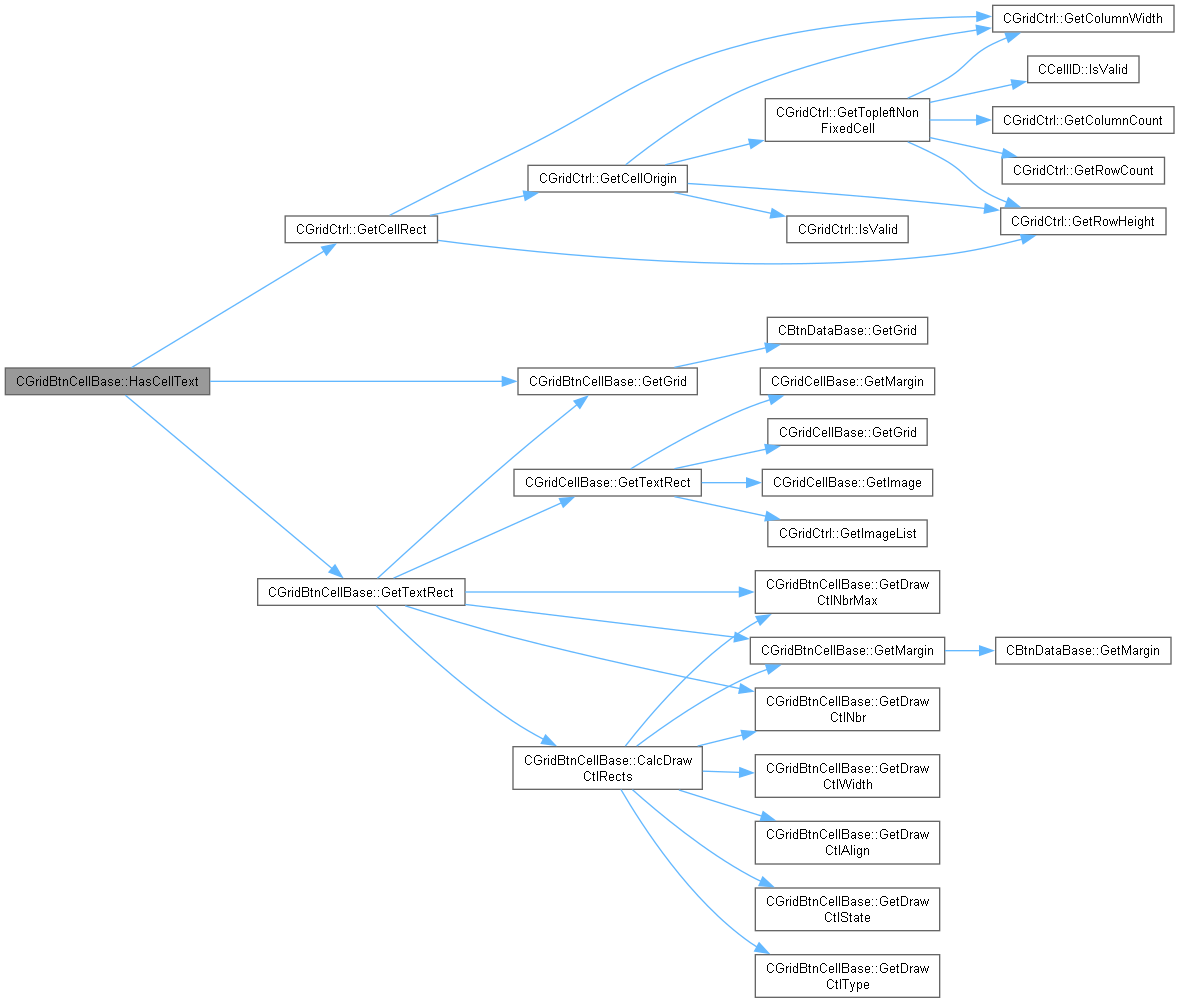 CGridCtrl::GetColumnWidth
CCellID::IsValid
CGridCtrl::GetTopleftNon
FixedCell
CGridCtrl::GetColumnCount
CGridCtrl::GetRowCount
CGridCtrl::GetCellOrigin
CGridCtrl::GetRowHeight
CGridCtrl::GetCellRect
CGridCtrl::IsValid
CBtnDataBase::GetGrid
CGridBtnCellBase::HasCellText
CGridBtnCellBase::GetGrid
CGridCellBase::GetMargin
CGridCellBase::GetGrid
CGridCellBase::GetTextRect
CGridCellBase::GetImage
CGridCtrl::GetImageList
CGridBtnCellBase::GetTextRect
CGridBtnCellBase::GetDraw
CtlNbrMax
CGridBtnCellBase::GetMargin
CBtnDataBase::GetMargin
CGridBtnCellBase::GetDraw
CtlNbr
CGridBtnCellBase::CalcDraw
CtlRects
CGridBtnCellBase::GetDraw
CtlWidth
CGridBtnCellBase::GetDraw
CtlAlign
CGridBtnCellBase::GetDraw
CtlState
CGridBtnCellBase::GetDraw
CtlType